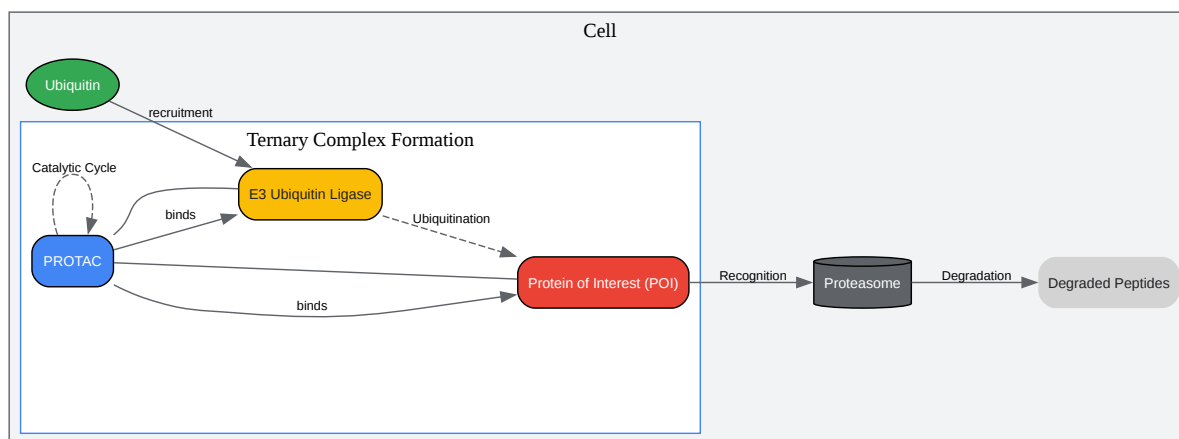 Cell
Ubiquitin
recruitment
Ternary Complex Formation
Catalytic Cycle
E3 Ubiquitin Ligase
binds
Ubiquitination
PROTAC
Protein of Interest (POI)
Recognition
Proteasome
Degradation
Degraded Peptides
binds